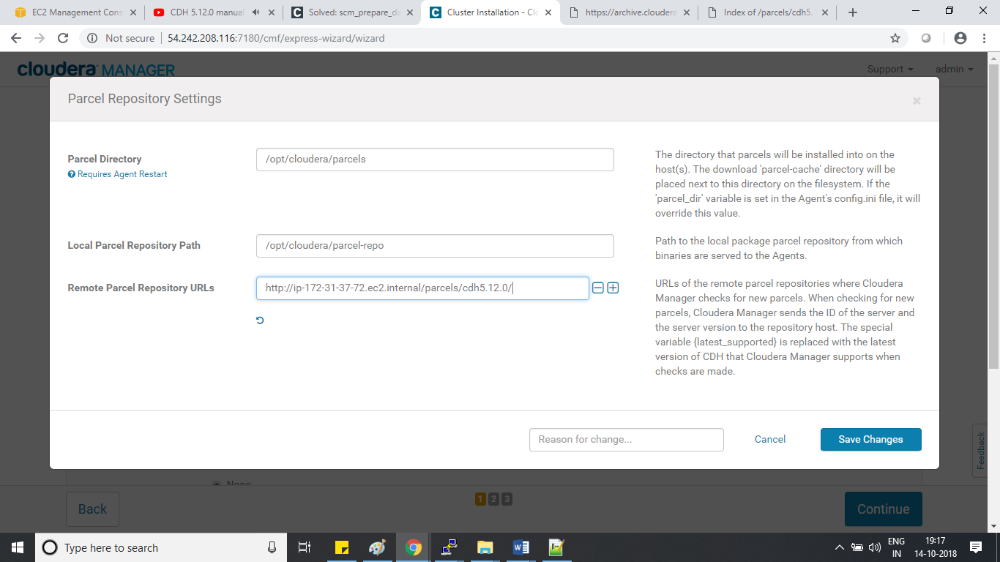 EC2 Management Cons
CDH 5.12.0 manual
Solved: scm_prepare_da
Cluster Installation - Clo
https://archive.cloudera
Index of /parcels/cdh5.
Not secure
54.242.208.116:7180/cmf/express-wizard/wizard
cloudera MANAGER
Support
admin
Parcel Repository Settings
Parcel Directory
Requires Agent Restart
/opt/cloudera/parcels
The directory that parcels will be installed into on the
host(s). The download 'parcel-cache' directory will be
placed next to this directory on the filesystem. If the
'parcel_dir' variable is set in the Agent's config.ini file, it will
override this value.
Local Parcel Repository Path
/opt/cloudera/parcel-repo
Path to the local package parcel repository from which
binaries are served to the Agents.
Remote Parcel Repository URLs
http://ip-172-31-37-72.ec2.internal/parcels/cdh5.12.0/
URLs of the remote parcel repositories where Cloudera
Manager checks for new parcels. When checking for new
parcels, Cloudera Manager sends the ID of the server and
the server version to the repository host. The special
variable {latest_supported} is replaced with the latest
version of CDH that Cloudera Manager supports when
checks are made.
Reason for change...
Cancel
Save Changes
Feedback
None
Back
1 2 3
Continue
Type here to search
ENG
IN
19:17
14-10-2018